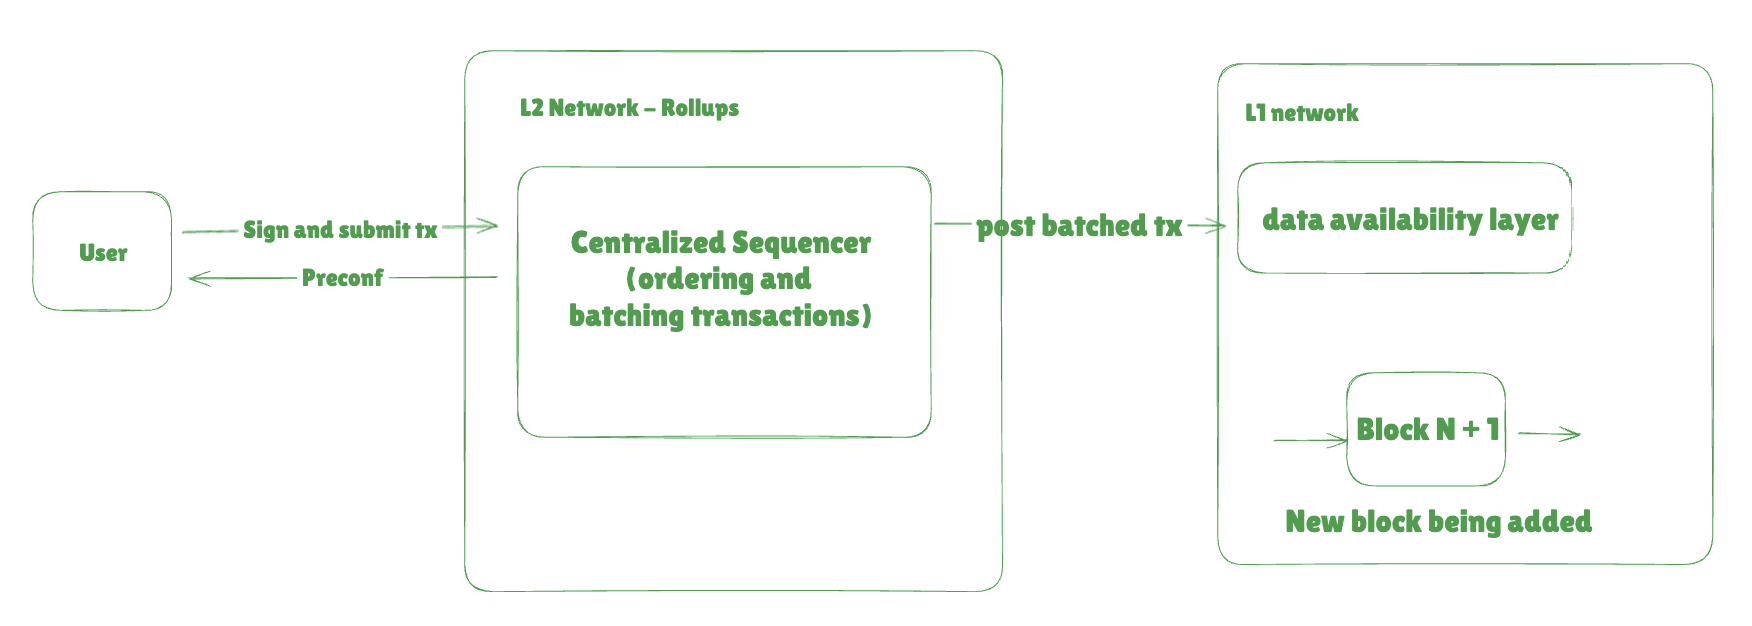 L2 Network – Rollups
L1 network
User
Sign and submit tx
Preconf
Centralized Sequencer
(ordering and
batching transactions)
post batched tx
data availability layer
Block N + 1
New block being added